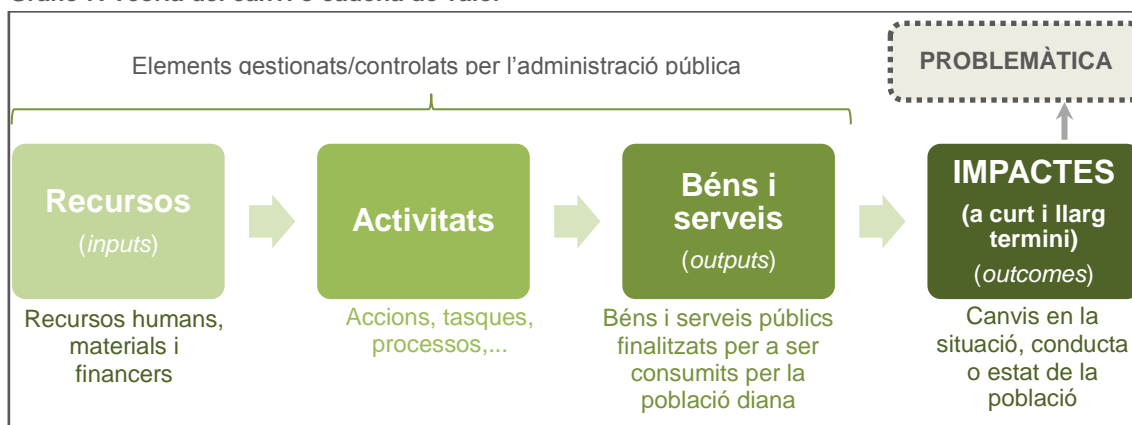 Elements gestionats/controlats per l'administració pública
PROBLEMÀTICA
Recursos
(inputs)
Activitats
Béns i
serveis
(outputs)
IMPACTES
(a curt i llarg
termini)
(outcomes)
Recursos humans,
materials i
financers
Accions, tasques,
processos,...
Béns i serveis públics
finalitzats per a ser
consumits per la
població diana
Canvis en la
situació, conducta
o estat de la
població